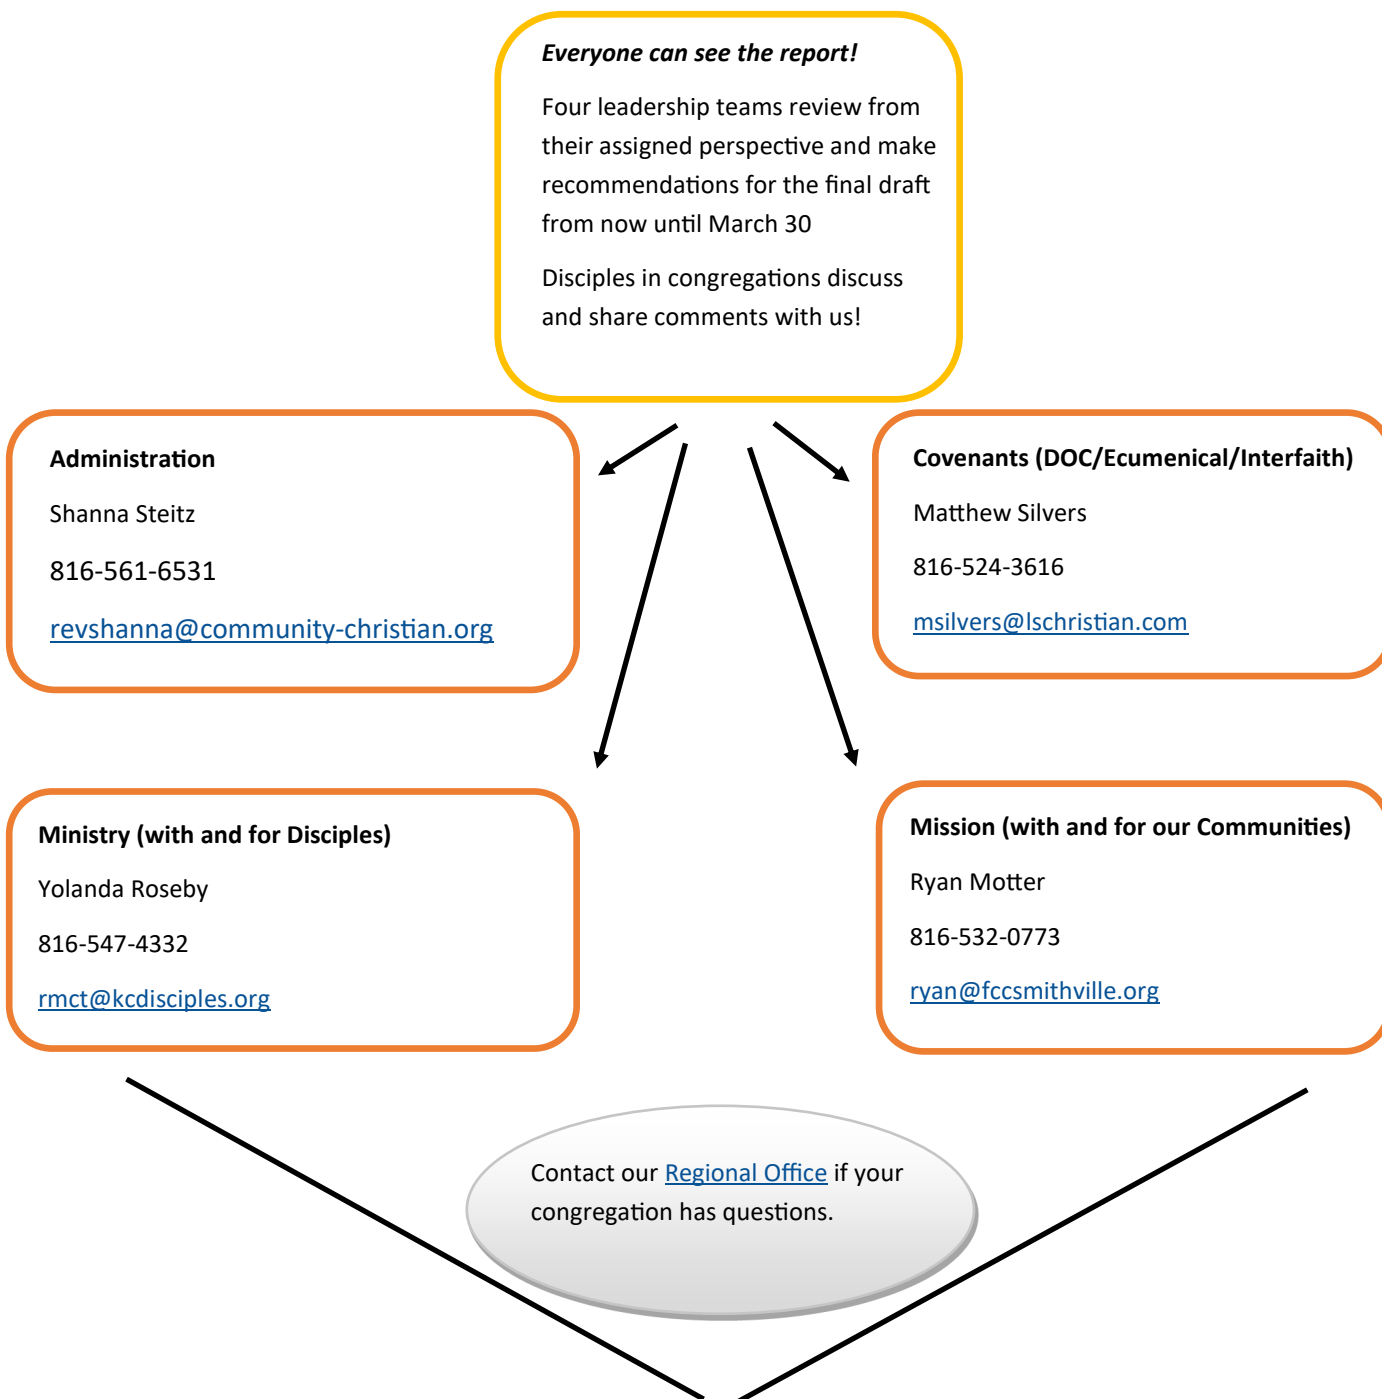 Everyone can see the report!
Four leadership teams review from
their assigned perspective and make
recommendations for the final draft
from now until March 30
Disciples in congregations discuss
and share comments with us!
Administration
Shanna Steitz
816-561-6531
revshanna@community-christian.org
Covenants (DOC/Ecumenical/Interfaith)
Matthew Silvers
816-524-3616
msilvers@lschristian.com
Ministry (with and for Disciples)
Yolanda Roseby
816-547-4332
rmct@kcdisciples.org
Mission (with and for our Communities)
Ryan Motter
816-532-0773
ryan@fccsmithville.org
Contact our Regional Office if your
congregation has questions.